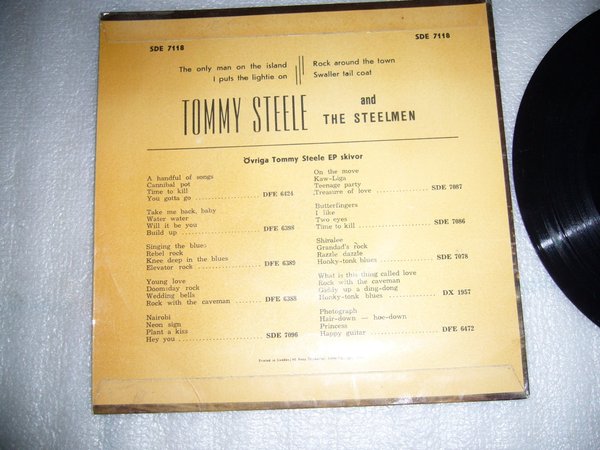 SDE 7118
SDE 7118
The only man on the island
I puts the lightie on
Rock around the town
Swaller tail coat
TOMMY STEELE and THE STEELMEN
Övriga Tommy Steele EP skivor
A handful of songs
Cannibal pot
Time to kill
You gotta go .......... DFE 6424
Take me back, baby
Water water
Will it be you
Build up .......... DFE 6398
Singing the blues
Rebel rock
Knee deep in the blues
Elevator rock .......... DFE 6389
Young love
Doomsday rock
Wedding bells
Rock with the caveman .......... DFE 6388
Nairobi
Neon sign
Plant a kiss
Hey you .......... SDE 7096
On the move
Kaw-Liga
Teenage party
Treasure of love .......... SDE 7087
Butterfingers
I like
Two eyes
Time to kill .......... SDE 7086
Shiralee
Grandad's rock
Razzle dazzle
Honky-tonk blues .......... SDE 7078
What is this thing called love
Rock with the caveman
Giddy up a ding-dong
Honky-tonk blues .......... DX 1957
Photograph
Hair-down — hoe-down
Princess
Happy guitar .......... DFE 6472
Printed in Sweden